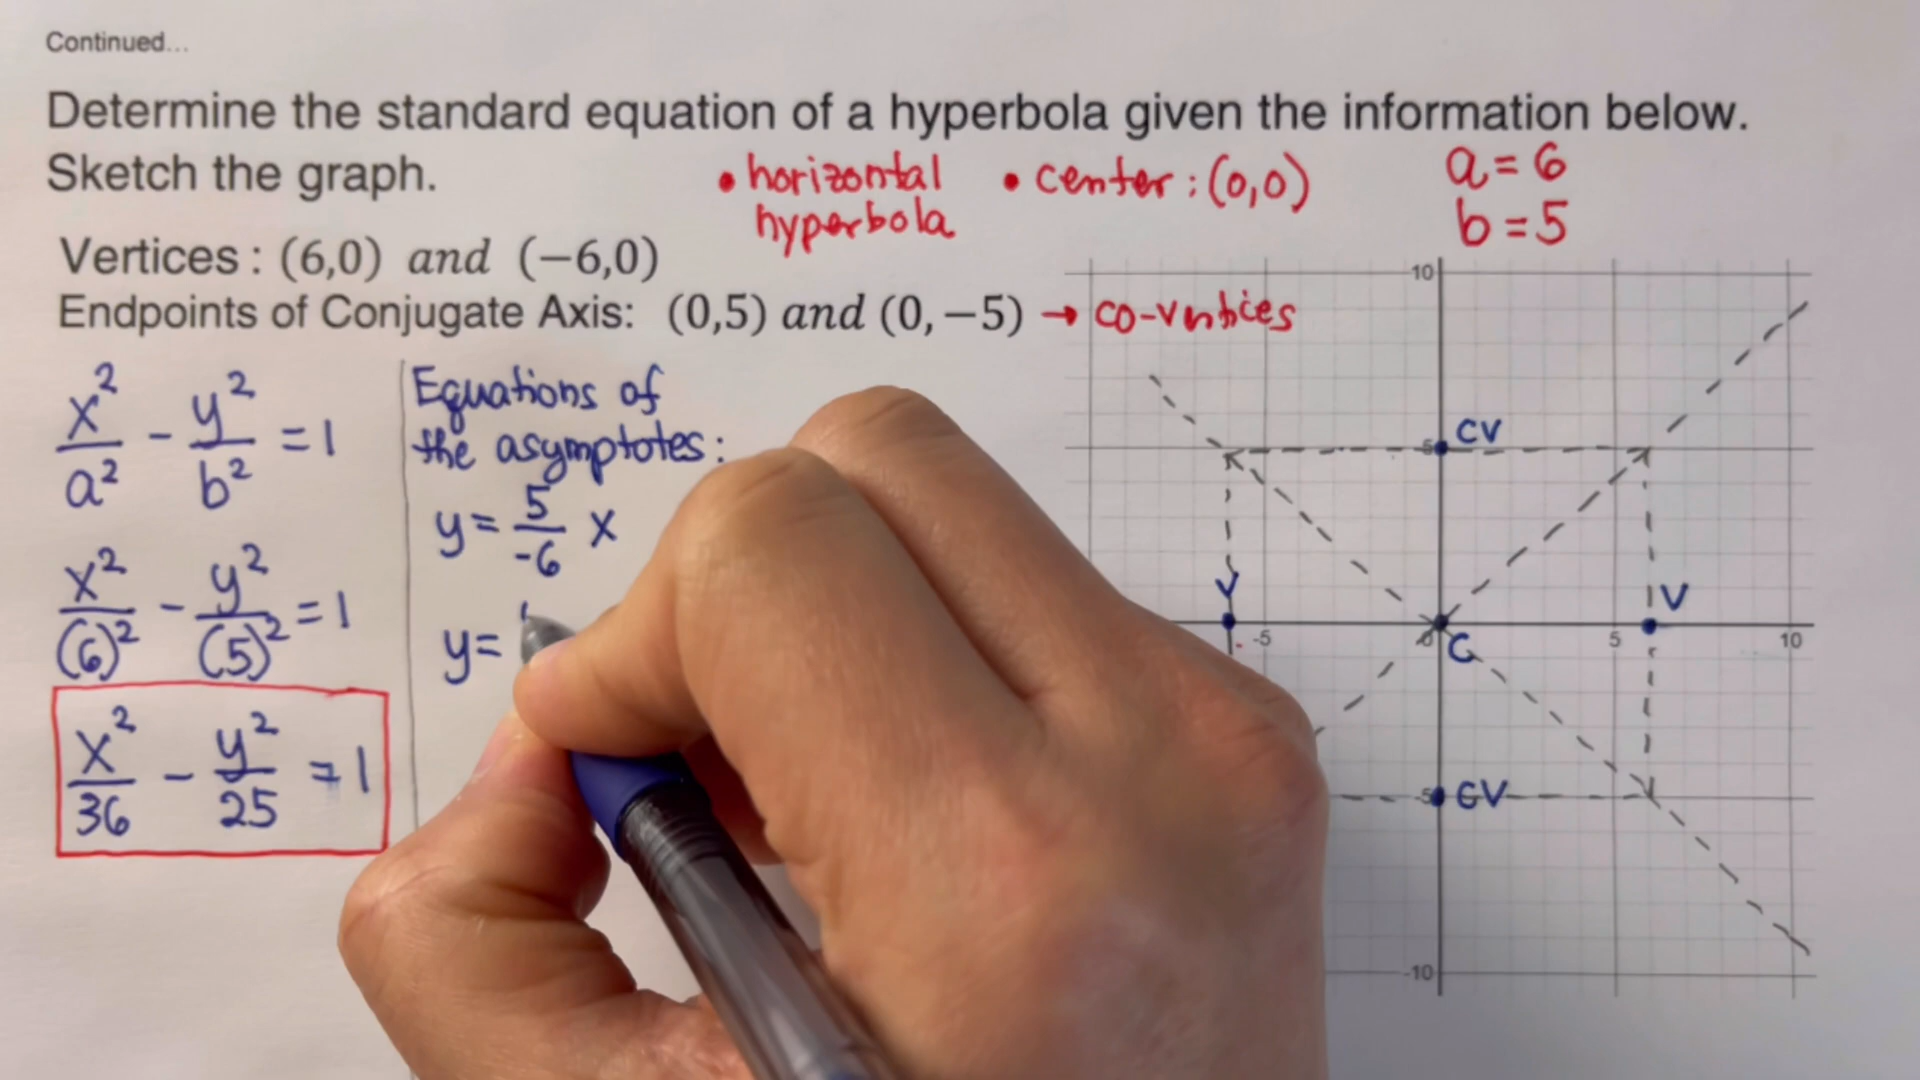 Continued...
Determine the standard equation of a hyperbola given the information below.
Sketch the graph.
• horizontal hyperbola
• center : (0,0)
a = 6
b = 5
Vertices : (6,0) and (−6,0)
Endpoints of Conjugate Axis: (0,5) and (0,−5) → co-vertices
x²/a² - y²/b² = 1
x²/(6)² - y²/(5)² = 1
x²/36 - y²/25 = 1
Equations of
the asymptotes:
y = 5/-6 x
y =
10
CV
5
V
V
-5
0
C
5
10
-5
CV
-10